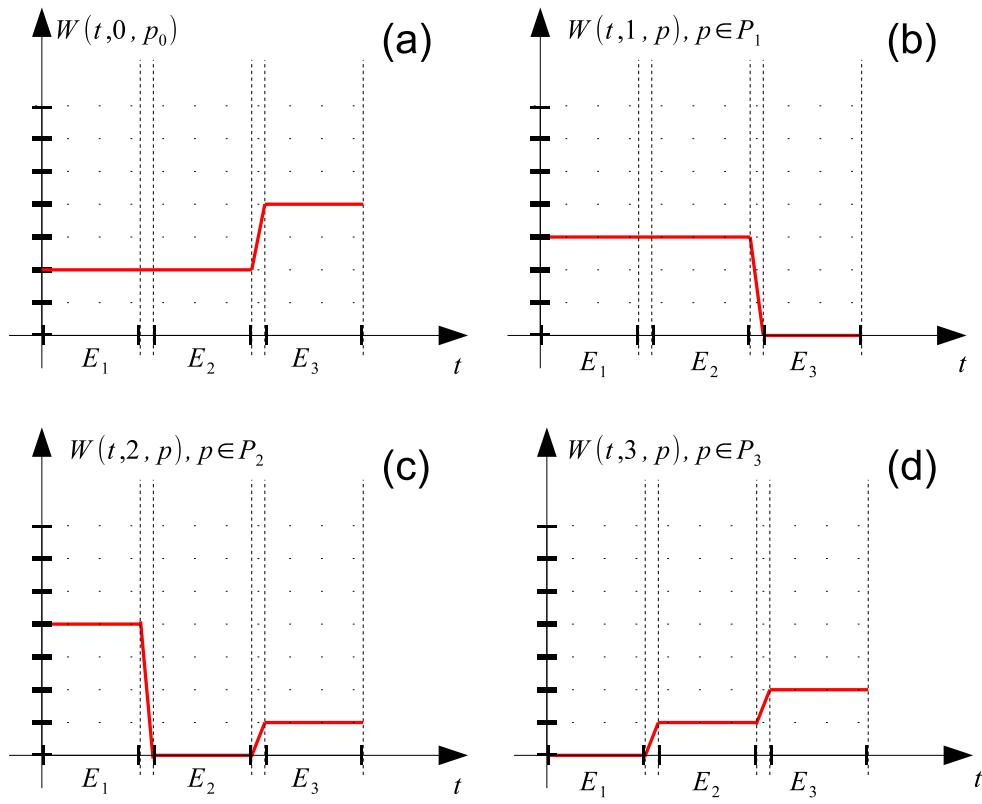 W(t,0, p₀)
(a)
E₁ E₂ E₃
t
W(t,1, p), p∈P₁
(b)
E₁ E₂ E₃
t
W(t,2, p), p∈P₂
(c)
E₁ E₂ E₃
t
W(t,3, p), p∈P₃
(d)
E₁ E₂ E₃
t